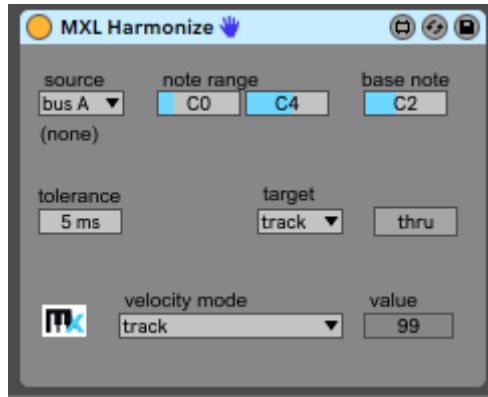 MXL Harmonize
source note range base note
bus A C0 C4 C2
(none)
tolerance target
5 ms track thru
velocity mode value
mx track 99